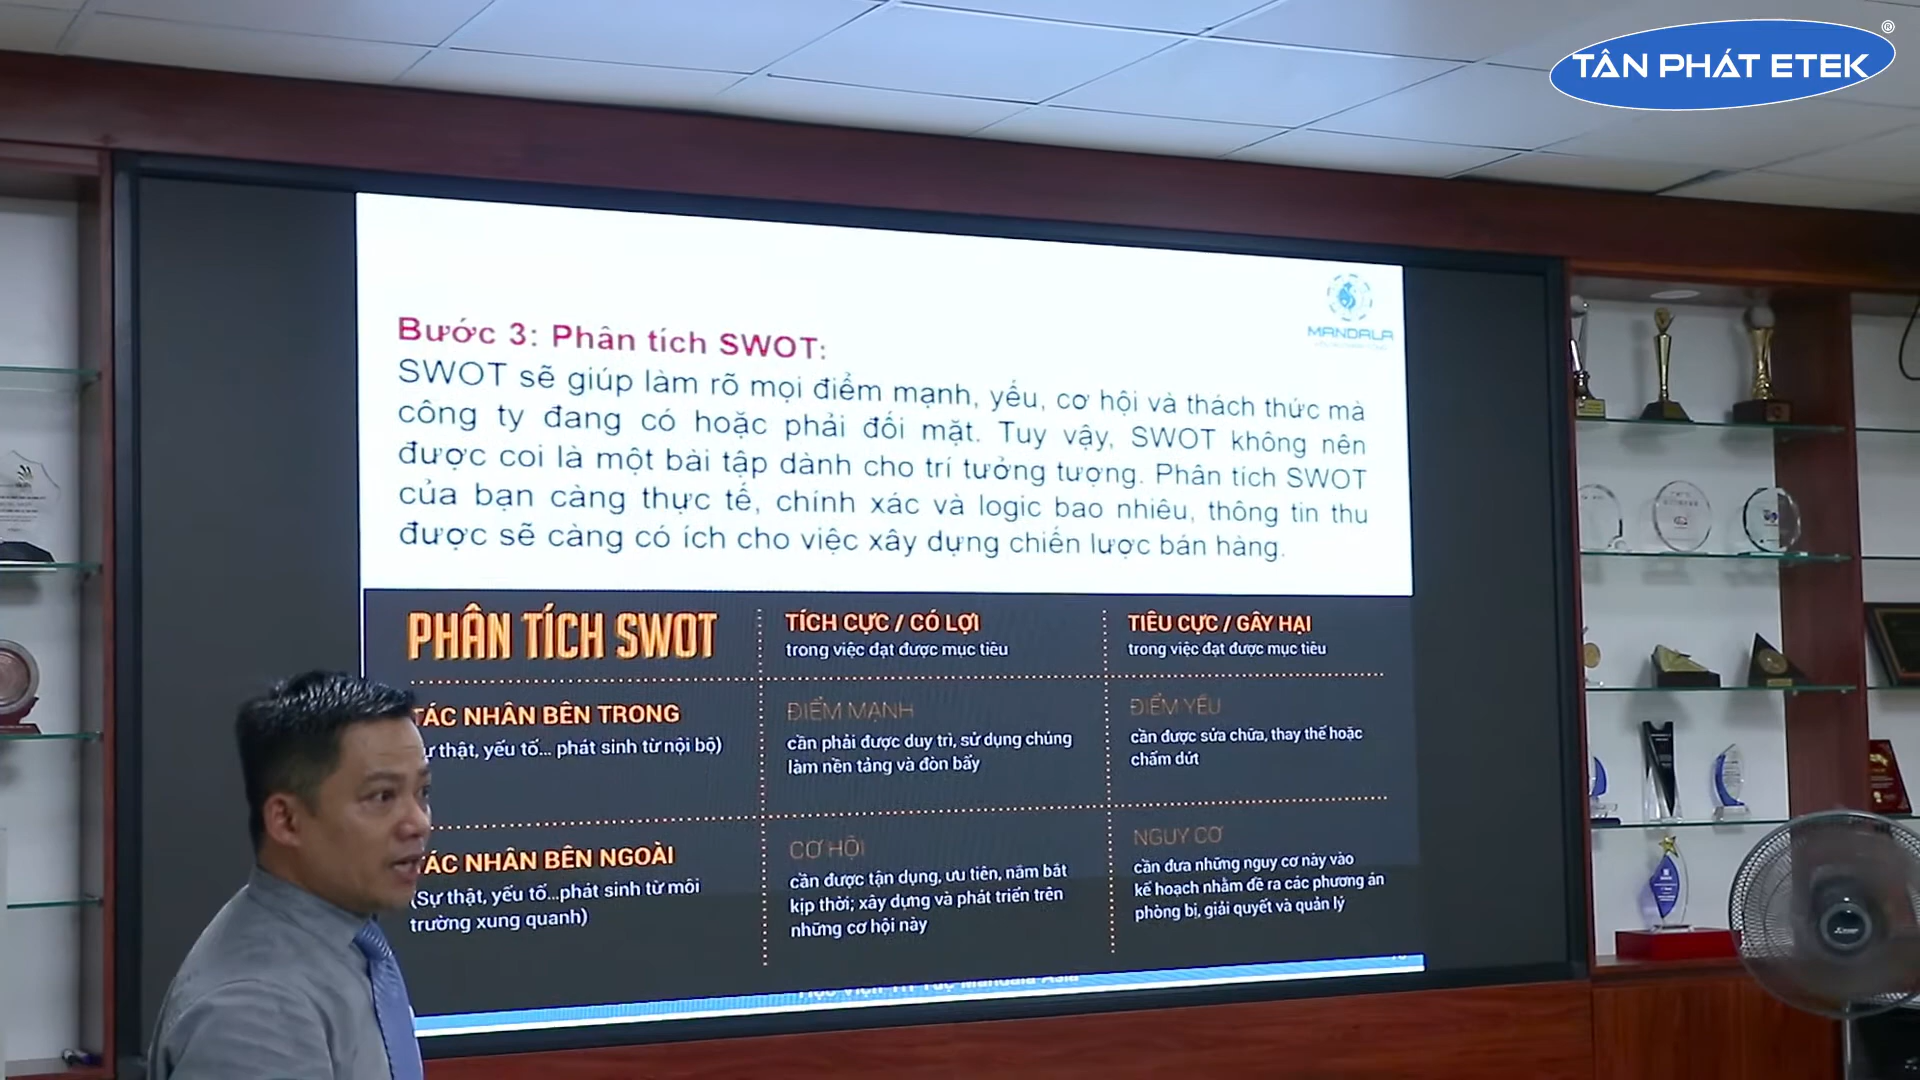 TÂN PHÁT ETEK
®
MANDALA
Bước 3: Phân tích SWOT:
SWOT sẽ giúp làm rõ mọi điểm mạnh, yếu, cơ hội và thách thức mà
công ty đang có hoặc phải đối mặt. Tuy vậy, SWOT không nên
được coi là một bài tập dành cho trí tưởng tượng. Phân tích SWOT
của bạn càng thực tế, chính xác và logic bao nhiêu, thông tin thu
được sẽ càng có ích cho việc xây dựng chiến lược bán hàng.
PHÂN TÍCH SWOT
TÍCH CỰC / CÓ LỢI
trong việc đạt được mục tiêu
TIÊU CỰC / GÂY HẠI
trong việc đạt được mục tiêu
TÁC NHÂN BÊN TRONG
thật, yếu tố... phát sinh từ nội bộ)
ĐIỂM MẠNH
cần phải được duy trì, sử dụng chúng
làm nền tảng và đòn bẩy
ĐIỂM YẾU
cần được sửa chữa, thay thế hoặc
chấm dứt
TÁC NHÂN BÊN NGOÀI
(Sự thật, yếu tố...phát sinh từ môi
trường xung quanh)
CƠ HỘI
cần được tận dụng, ưu tiên, nắm bắt
kịp thời; xây dựng và phát triển trên
những cơ hội này
NGUY CƠ
cần đưa những nguy cơ này vào
kế hoạch nhằm đề ra các phương án
phòng bị, giải quyết và quản lý
Mandala Asia